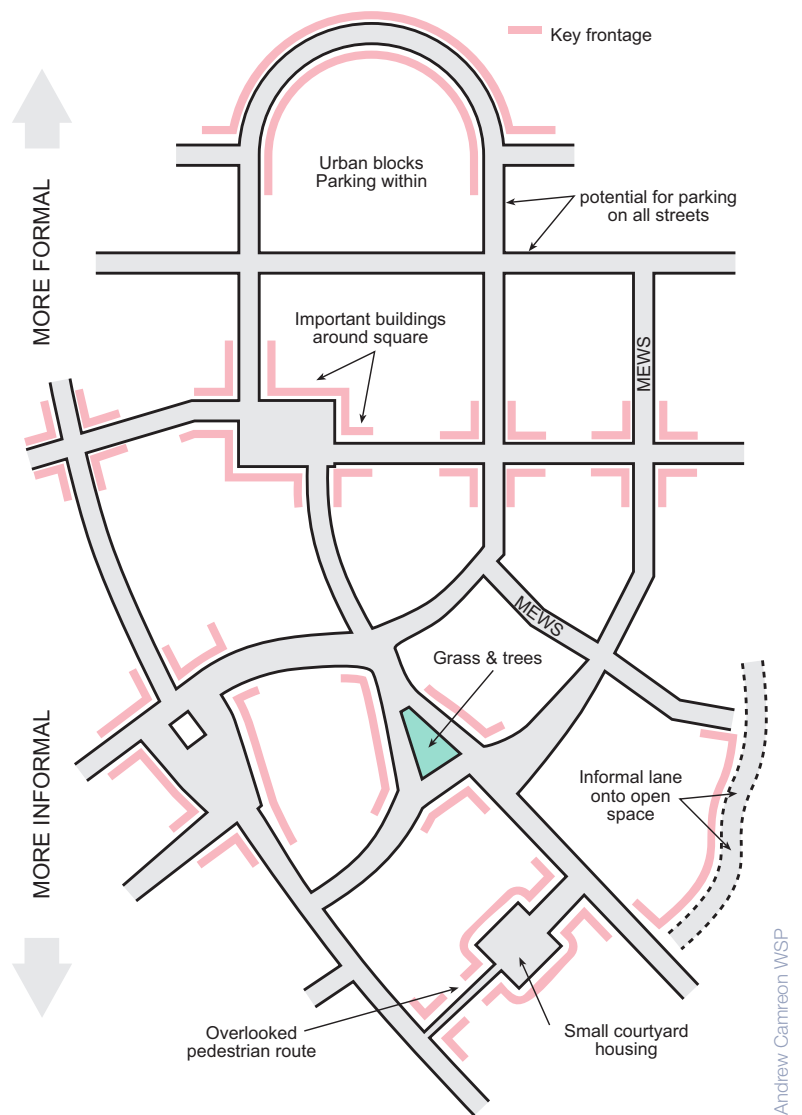 Key frontage
Urban blocks
Parking within
potential for parking
on all streets
MORE FORMAL
Important buildings
around square
MEWS
MEWS
Grass & trees
MORE INFORMAL
Informal lane
onto open
space
Overlooked
pedestrian route
Small courtyard
housing
Andrew Camreon WSP